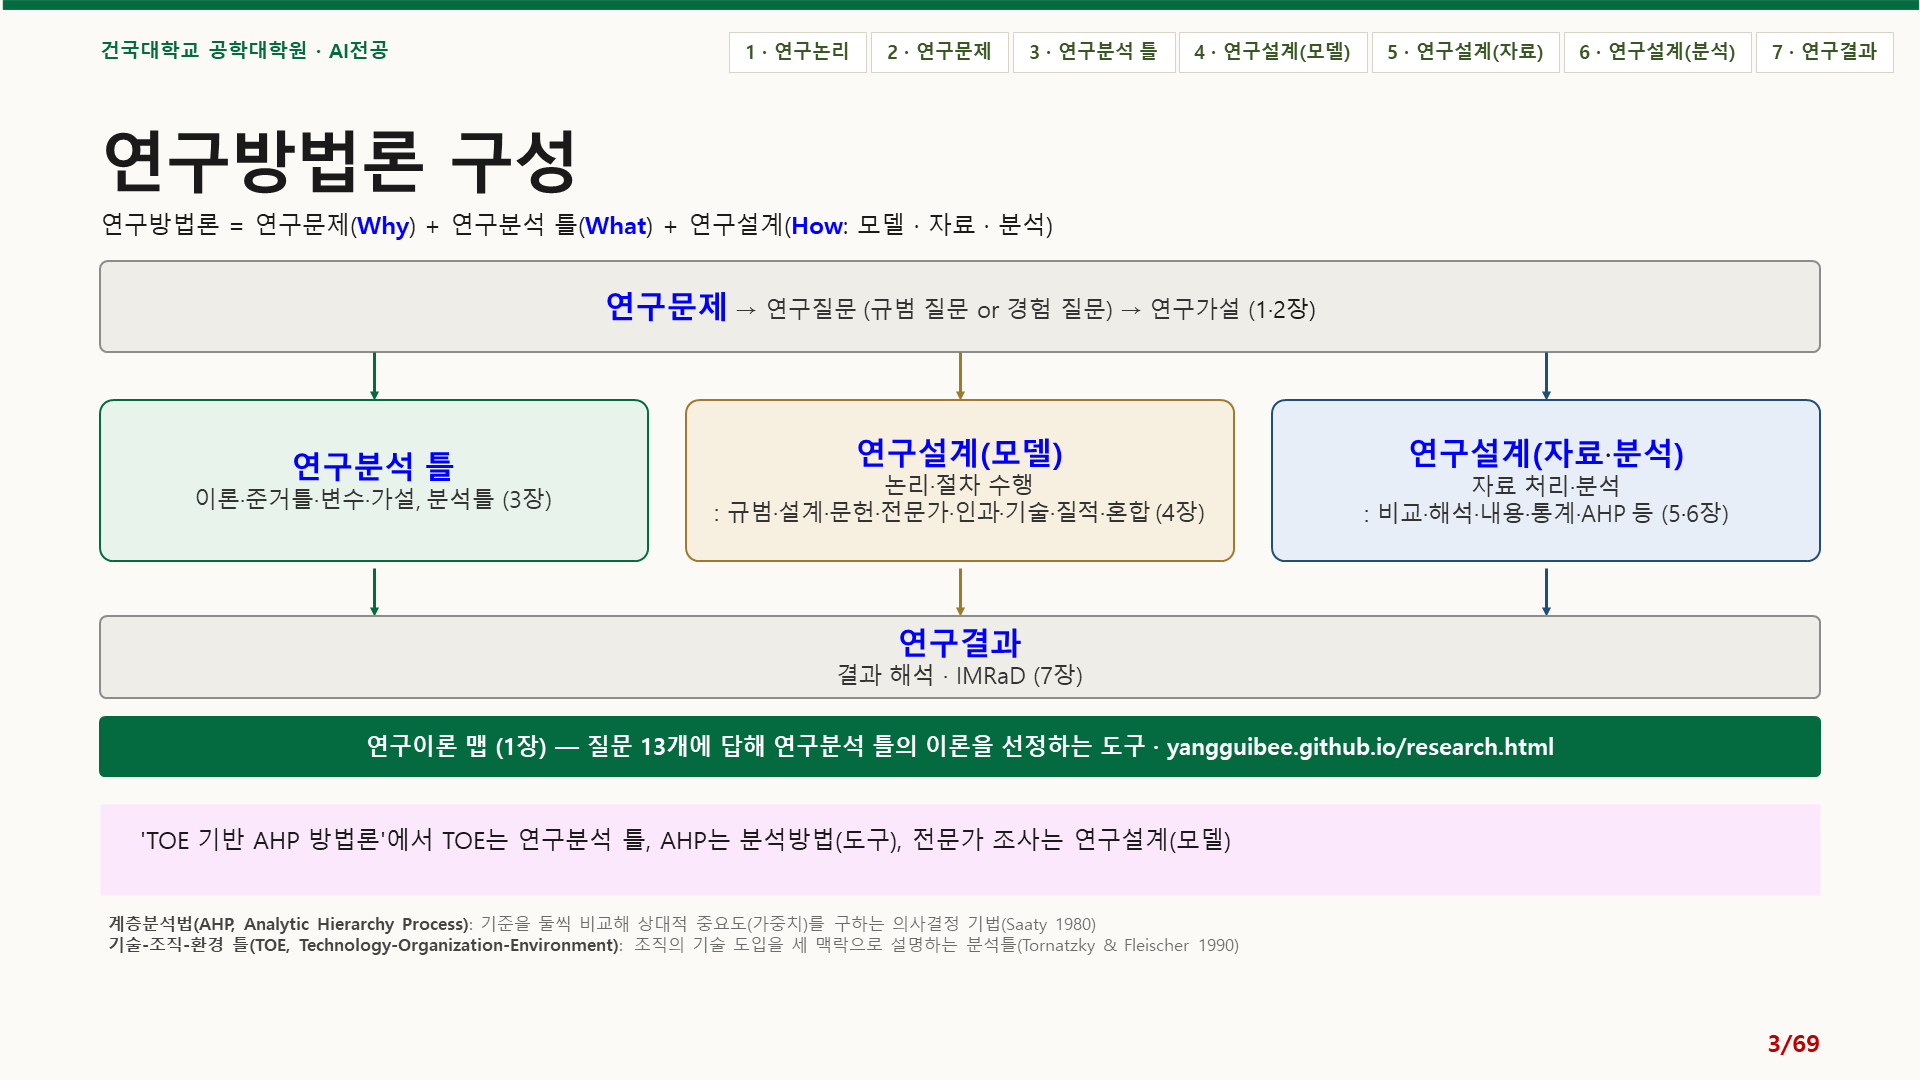 건국대학교 공학대학원 · AI전공
1 · 연구논리
2 · 연구문제
3 · 연구분석 틀
4 · 연구설계(모델)
5 · 연구설계(자료)
6 · 연구설계(분석)
7 · 연구결과
연구방법론 구성
연구방법론 = 연구문제(Why) + 연구분석 틀(What) + 연구설계(How: 모델 · 자료 · 분석)
연구문제 → 연구질문 (규범 질문 or 경험 질문) → 연구가설 (1·2장)
연구분석 틀
이론·준거틀·변수·가설, 분석틀 (3장)
연구설계(모델)
논리·절차 수행
: 규범·설계·문헌·전문가·인과·기술·질적·혼합 (4장)
연구설계(자료·분석)
자료 처리·분석
: 비교·해석·내용·통계·AHP 등 (5·6장)
연구결과
결과 해석 · IMRaD (7장)
연구이론 맵 (1장) — 질문 13개에 답해 연구분석 틀의 이론을 선정하는 도구 · yangguibee.github.io/research.html
'TOE 기반 AHP 방법론'에서 TOE는 연구분석 틀, AHP는 분석방법(도구), 전문가 조사는 연구설계(모델)
계층분석법(AHP, Analytic Hierarchy Process): 기준을 둘씩 비교해 상대적 중요도(가중치)를 구하는 의사결정 기법(Saaty 1980)
기술-조직-환경 틀(TOE, Technology-Organization-Environment): 조직의 기술 도입을 세 맥락으로 설명하는 분석틀(Tornatzky & Fleischer 1990)
3/69